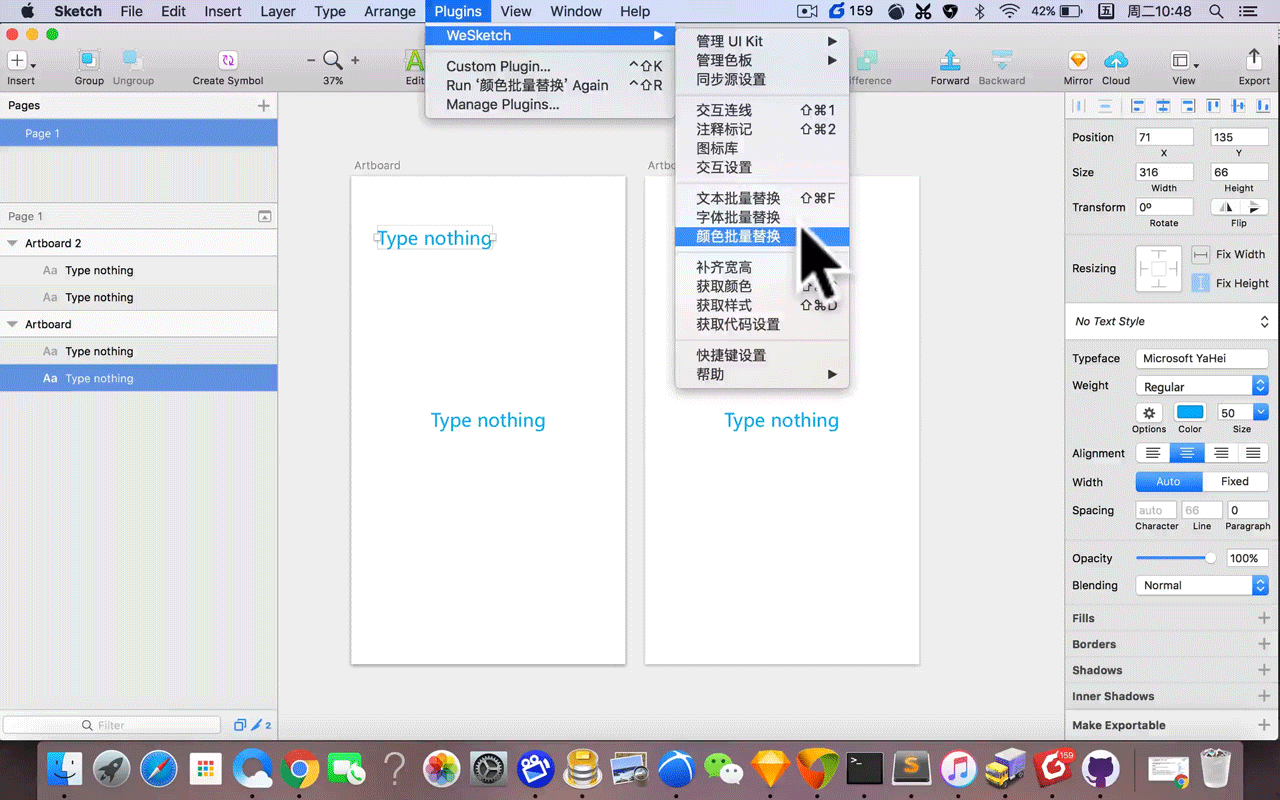 Sketch File Edit Insert Layer Type Arrange Plugins View Window Help 159 42% 五 周二10:48
Insert Group Ungroup Create Symbol 37% Edit Forward Backward Mirror Cloud View Export
WeSketch
Custom Plugin... ^⇧K
Run ‘颜色批量替换’ Again ^⇧R
Manage Plugins...
管理 UI Kit
管理色板
同步源设置
交互连线 ⇧⌘1
注释标记 ⇧⌘2
图标库
交互设置
文本批量替换 ⇧⌘F
字体批量替换
颜色批量替换
补齐宽高
获取颜色
获取样式 ⇧⌘D
获取代码设置
快捷键设置
帮助
Pages
Page 1
Page 1
Artboard 2
Aa Type nothing
Aa Type nothing
Artboard
Aa Type nothing
Aa Type nothing
Filter
2
Artboard
Type nothing
Type nothing
Type nothing
Position 71 135
X Y
Size 316 66
Width Height
Transform 0º
Rotate Flip
Resizing Fix Width
Fix Height
No Text Style
Typeface Microsoft YaHei
Weight Regular
50
Options Color Size
Alignment
Width Auto Fixed
Spacing auto 66 0
Character Line Paragraph
Opacity 100%
Blending Normal
Fills
Borders
Shadows
Inner Shadows
Make Exportable
159